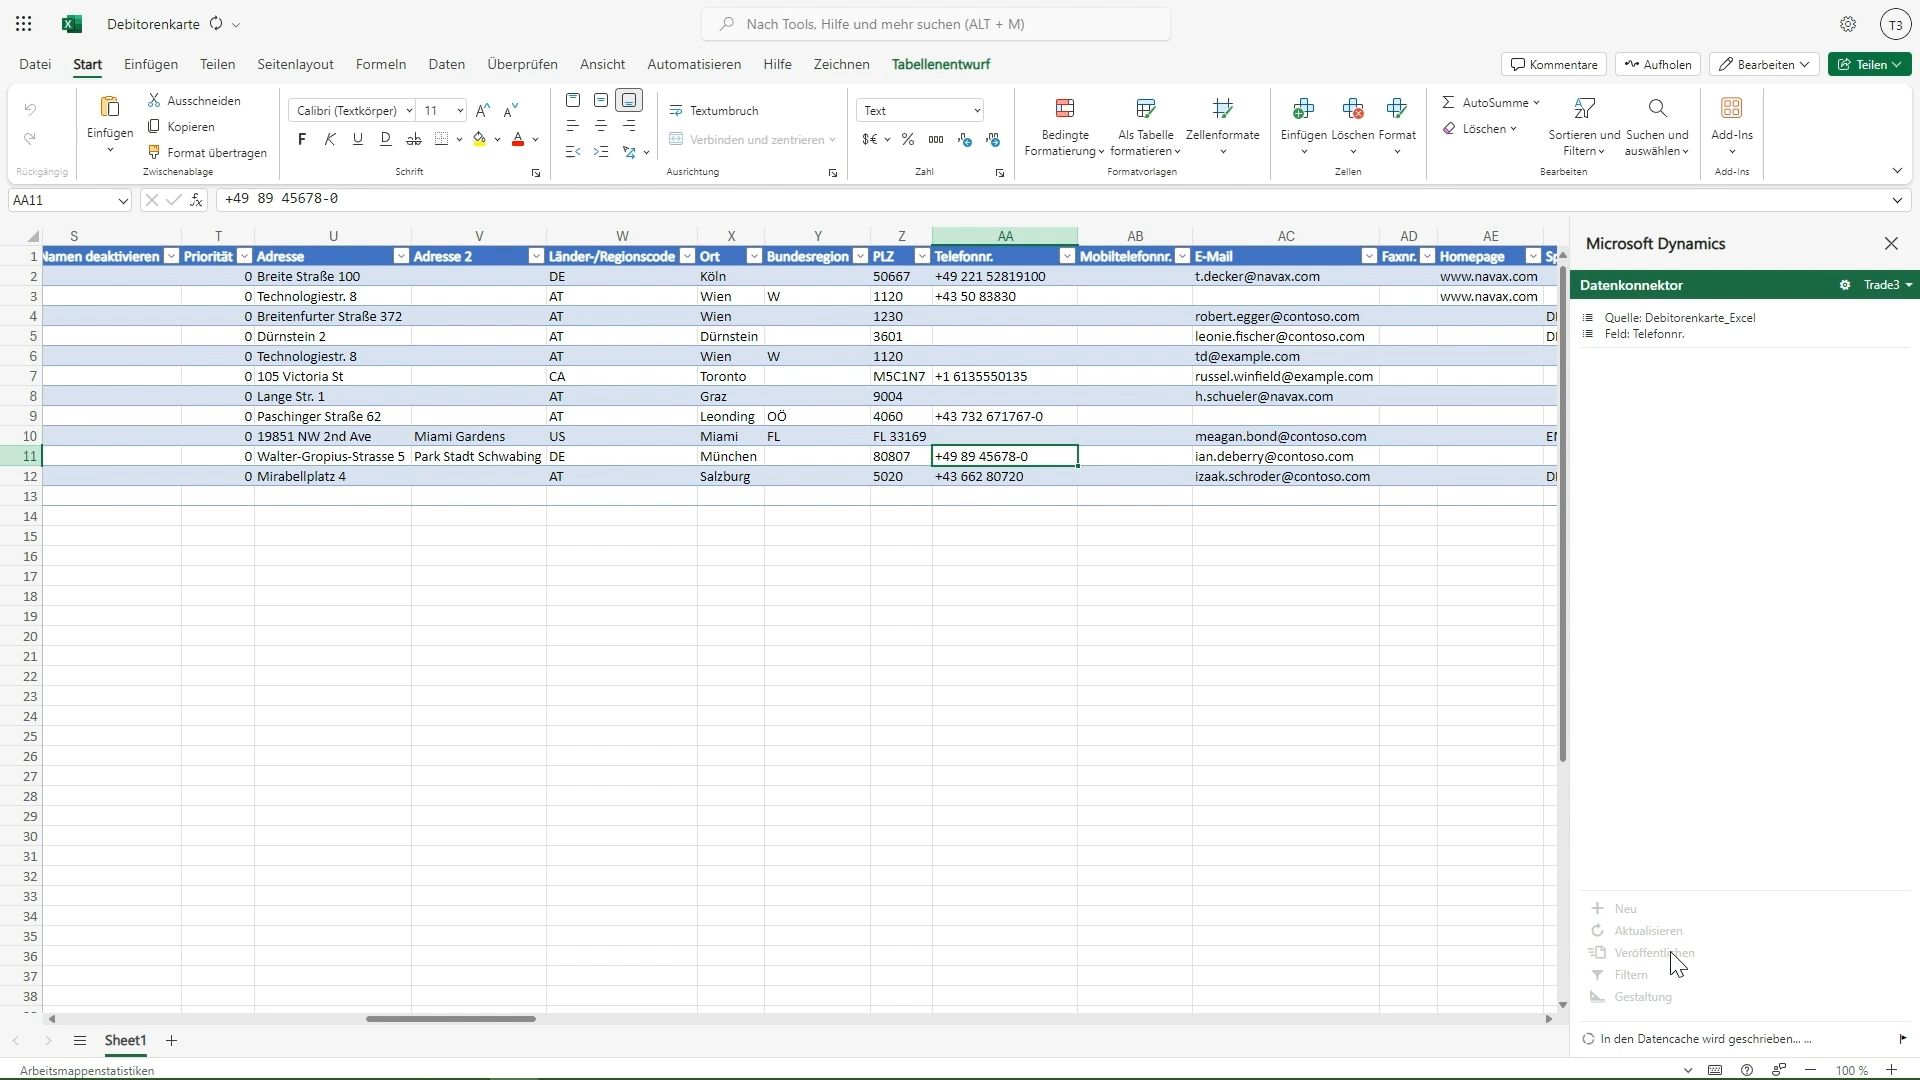 Debitorenkarte
Nach Tools, Hilfe und mehr suchen (ALT + M)
T3
Datei Start Einfügen Teilen Seitenlayout Formeln Daten Überprüfen Ansicht Automatisieren Hilfe Zeichnen Tabellenentwurf
Kommentare Aufholen Bearbeiten Teilen
Einfügen
Ausschneiden
Kopieren
Format übertragen
Calibri (Textkörper) 11
F K U D ab
Textumbruch
Verbinden und zentrieren
Text
$€ % 000
Bedingte Formatierung
Als Tabelle formatieren
Zellenformate
Einfügen Löschen Format
AutoSumme
Löschen
Sortieren und Filtern
Suchen und auswählen
Add-Ins
Rückgängig Zwischenablage Schrift Ausrichtung Zahl Formatvorlagen Zellen Bearbeiten Add-Ins
AA11 fx +49 89 45678-0
S T U V W X Y Z AA AB AC AD AE
1 Namen deaktivieren Priorität Adresse Adresse 2 Länder-/Regionscode Ort Bundesregion PLZ Telefonnr. Mobiltelefonnr. E-Mail Faxnr. Homepage Sp
2 0 Breite Straße 100 DE Köln 50667 +49 221 52819100 t.decker@navax.com www.navax.com
3 0 Technologiestr. 8 AT Wien W 1120 +43 50 83830 www.navax.com
4 0 Breitenfurter Straße 372 AT Wien 1230 robert.egger@contoso.com DI
5 0 Dürnstein 2 AT Dürnstein 3601 leonie.fischer@contoso.com DI
6 0 Technologiestr. 8 AT Wien W 1120 td@example.com
7 0 105 Victoria St CA Toronto M5C1N7 +1 6135550135 russel.winfield@example.com
8 0 Lange Str. 1 AT Graz 9004 h.schueler@navax.com
9 0 Paschinger Straße 62 AT Leonding OÖ 4060 +43 732 671767-0
10 0 19851 NW 2nd Ave Miami Gardens US Miami FL FL 33169 meagan.bond@contoso.com EN
11 0 Walter-Gropius-Strasse 5 Park Stadt Schwabing DE München 80807 +49 89 45678-0 ian.deberry@contoso.com
12 0 Mirabellplatz 4 AT Salzburg 5020 +43 662 80720 izaak.schroder@contoso.com DI
13
14
15
16
17
18
19
20
21
22
23
24
25
26
27
28
29
30
31
32
33
34
35
36
37
38
Microsoft Dynamics
Datenkonnektor Trade3
Quelle: Debitorenkarte_Excel
Feld: Telefonnr.
Neu
Aktualisieren
Veröffentlichen
Filtern
Gestaltung
In den Datencache wird geschrieben... ...
Sheet1
Arbeitsmappenstatistiken
100 %